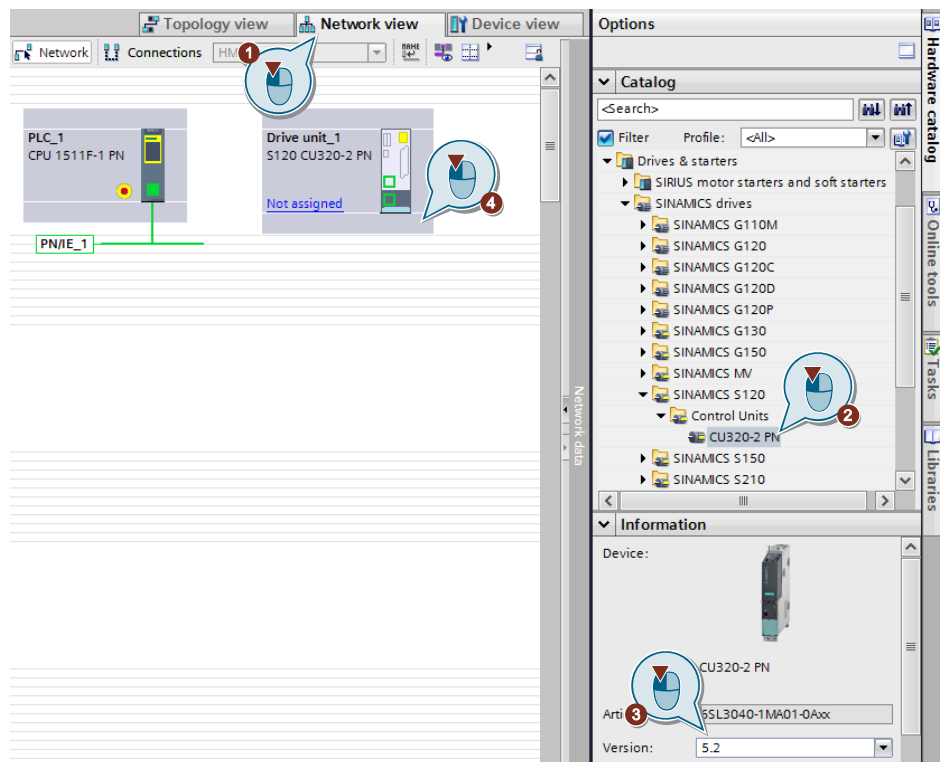 Topology view
Network view
Device view
Options
Network
Connections
HM
1
PLC_1
CPU 1511F-1 PN
Drive unit_1
S120 CU320-2 PN
Not assigned
4
PN/IE_1
Network data
Catalog
<Search>
Filter
Profile:
<All>
Drives & starters
SIRIUS motor starters and soft starters
SINAMICS drives
SINAMICS G110M
SINAMICS G120
SINAMICS G120C
SINAMICS G120D
SINAMICS G120P
SINAMICS G130
SINAMICS G150
SINAMICS MV
SINAMICS S120
Control Units
2
CU320-2 PN
SINAMICS S150
SINAMICS S210
Information
Device:
CU320-2 PN
Arti
3
6SL3040-1MA01-0Axx
Version:
5.2
Hardware catalog
Online tools
Tasks
Libraries